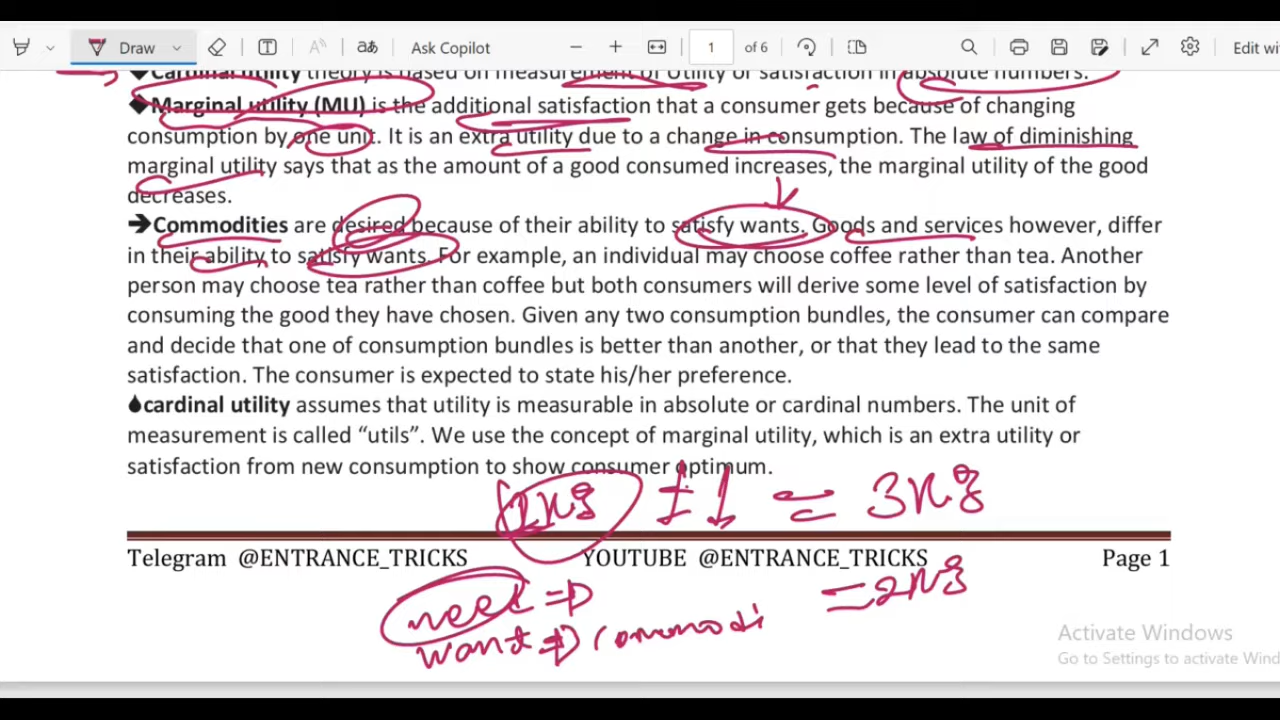 Draw
Ask Copilot
1 of 6
Edit wi
Cardinal utility theory is based on measurement of utility or satisfaction in absolute numbers.
◆Marginal utility (MU) is the additional satisfaction that a consumer gets because of changing
consumption by one unit. It is an extra utility due to a change in consumption. The law of diminishing
marginal utility says that as the amount of a good consumed increases, the marginal utility of the good
decreases.
➔Commodities are desired because of their ability to satisfy wants. Goods and services however, differ
in their ability to satisfy wants. For example, an individual may choose coffee rather than tea. Another
person may choose tea rather than coffee but both consumers will derive some level of satisfaction by
consuming the good they have chosen. Given any two consumption bundles, the consumer can compare
and decide that one of consumption bundles is better than another, or that they lead to the same
satisfaction. The consumer is expected to state his/her preference.
cardinal utility assumes that utility is measurable in absolute or cardinal numbers. The unit of
measurement is called “utils”. We use the concept of marginal utility, which is an extra utility or
satisfaction from new consumption to show consumer optimum.
± 1 = 3Kg
Telegram @ENTRANCE_TRICKS YOUTUBE @ENTRANCE_TRICKS Page 1
= 2Kg
need ⇒
want ⇒ commodi
Activate Windows
Go to Settings to activate Wind